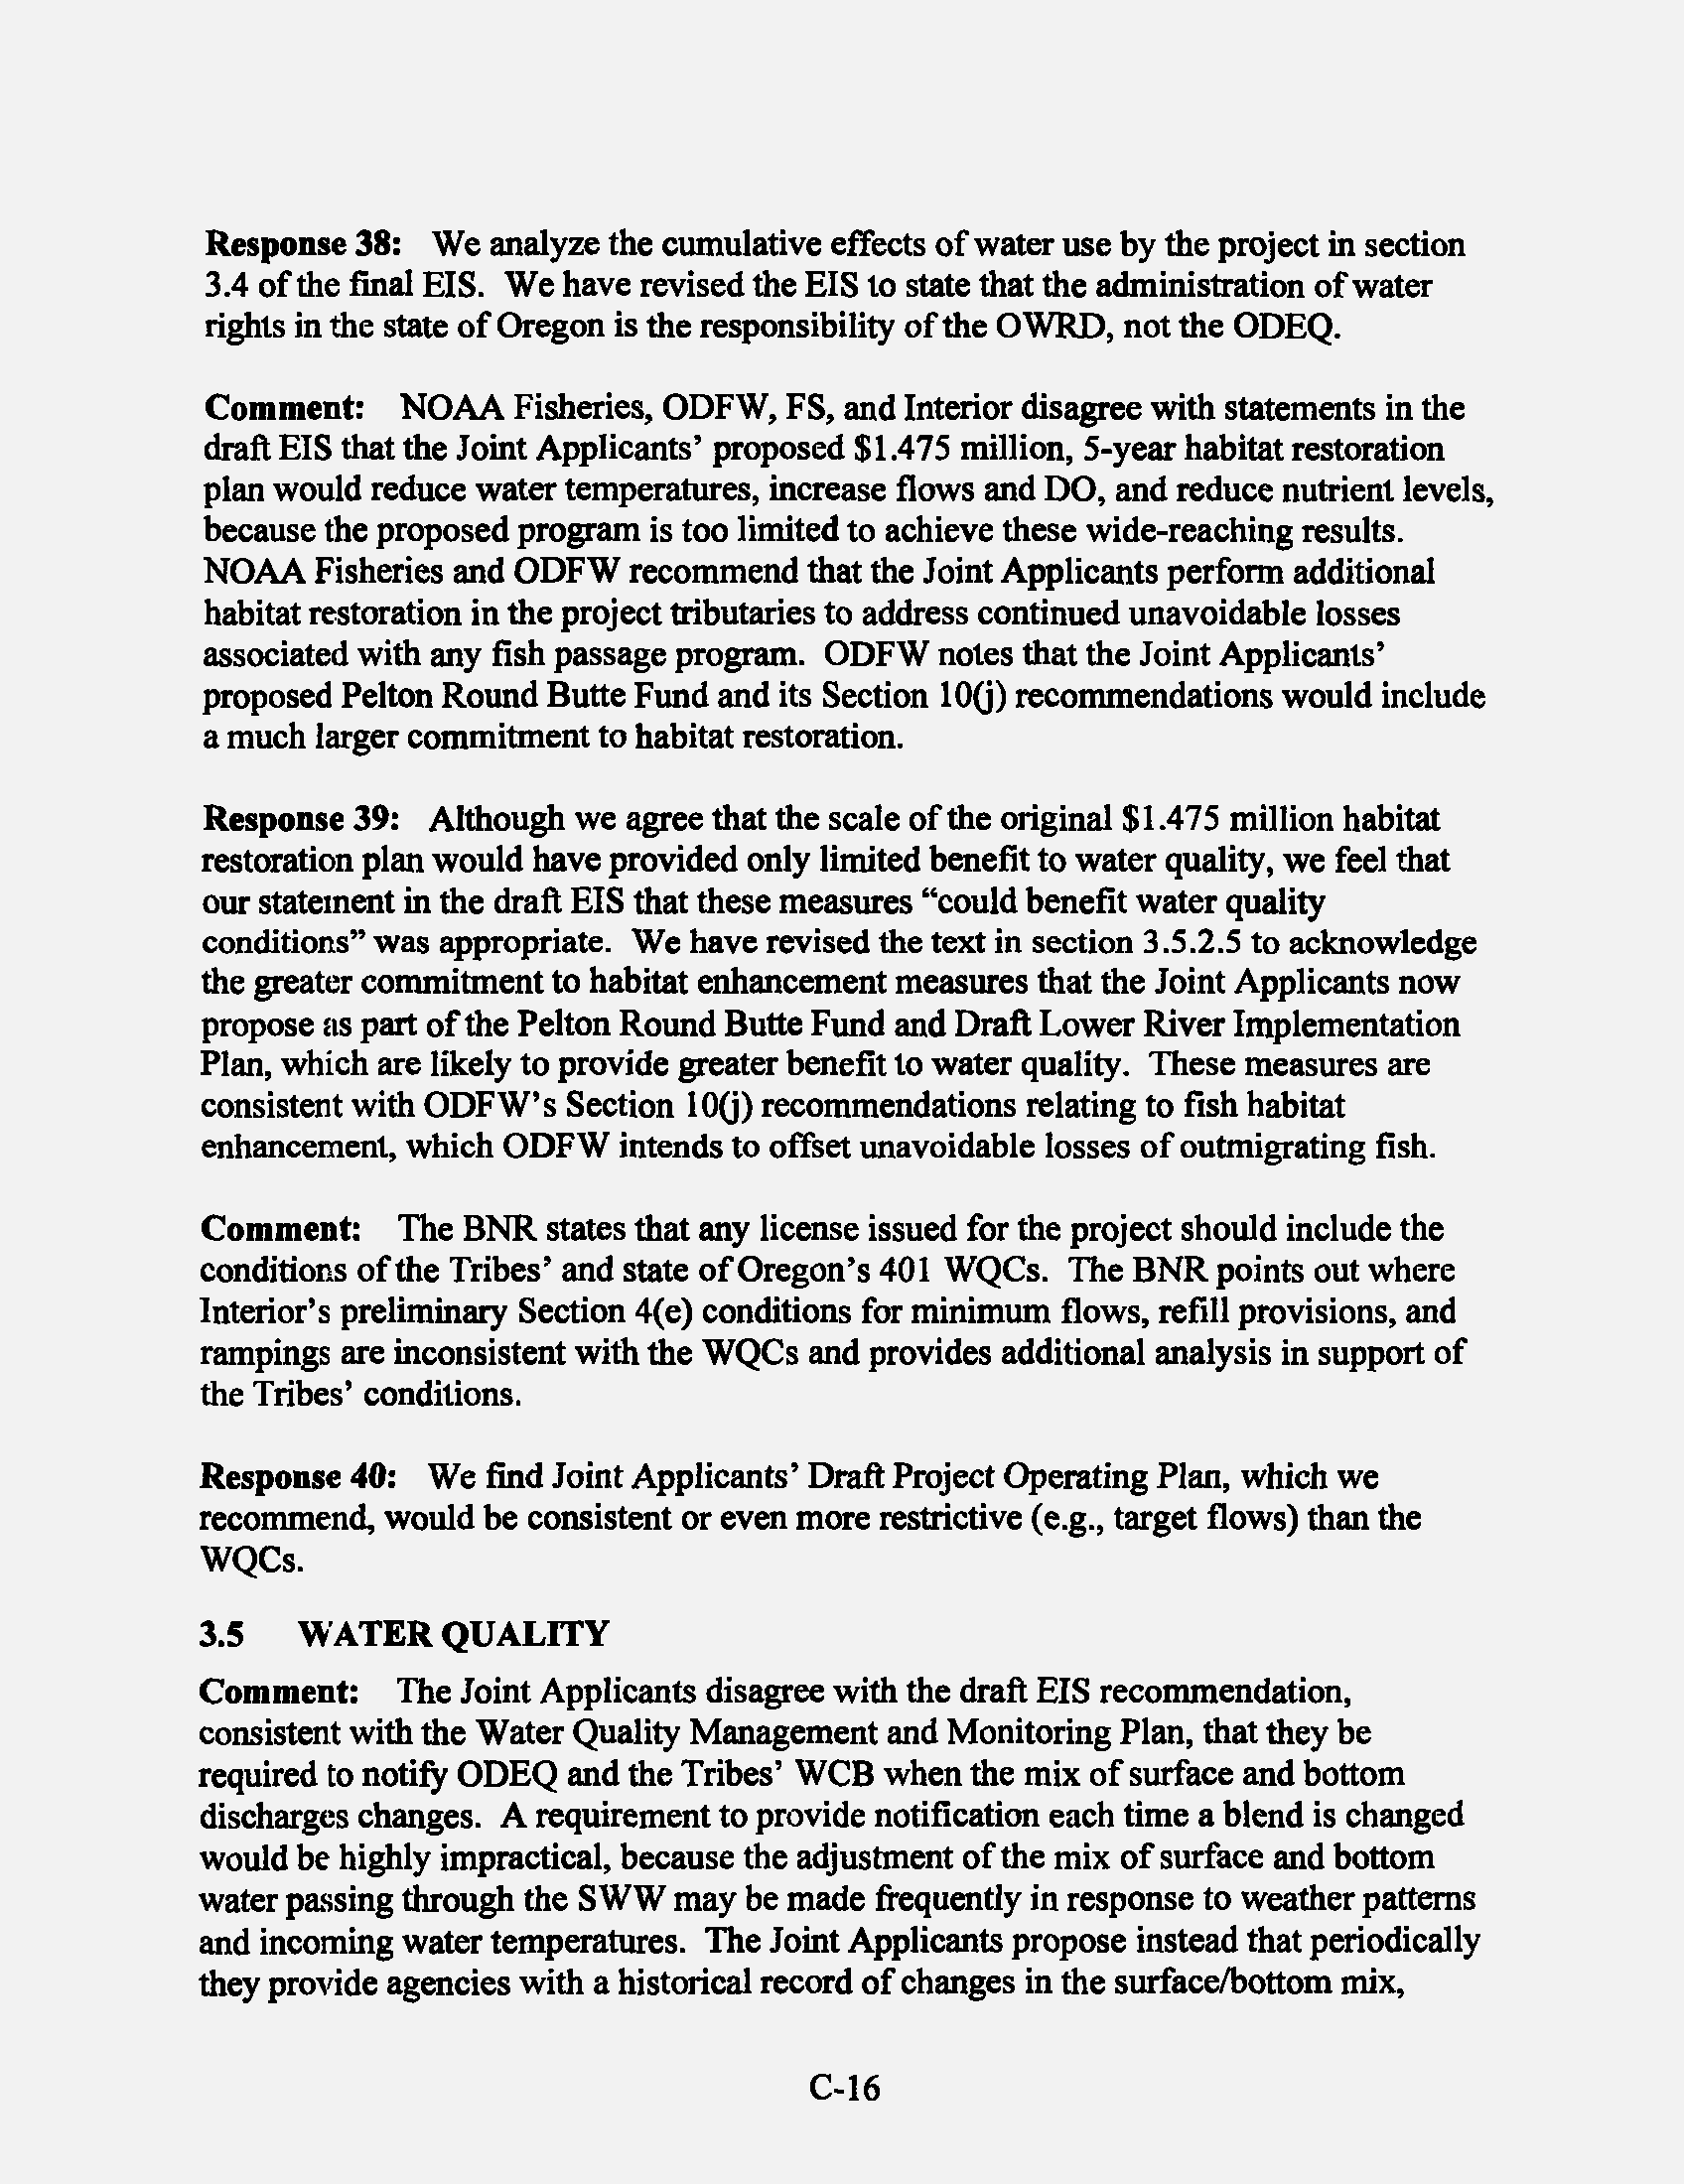 Response 38: We analyze the cumulative effects of water use by the project in section
3.4 of the final EIS. We have revised the EIS to state that the administration of water
rights in the state of Oregon is the responsibility of the OWRD, not the ODEQ.
Comment: NOAA Fisheries, ODFW, FS, and Interior disagree with statements in the
draft EIS that the Joint Applicants’ proposed $1.475 million, 5-year habitat restoration
plan would reduce water temperatures, increase flows and DO, and reduce nutrient levels,
because the proposed program is too limited to achieve these wide-reaching results.
NOAA Fisheries and ODFW recommend that the Joint Applicants perform additional
habitat restoration in the project tributaries to address continued unavoidable losses
associated with any fish passage program. ODFW notes that the Joint Applicants’
proposed Pelton Round Butte Fund and its Section 10(j) recommendations would include
a much larger commitment to habitat restoration.
Response 39: Although we agree that the scale of the original $1.475 million habitat
restoration plan would have provided only limited benefit to water quality, we feel that
our statement in the draft EIS that these measures “could benefit water quality
conditions” was appropriate. We have revised the text in section 3.5.2.5 to acknowledge
the greater commitment to habitat enhancement measures that the Joint Applicants now
propose as part of the Pelton Round Butte Fund and Draft Lower River Implementation
Plan, which are likely to provide greater benefit to water quality. These measures are
consistent with ODFW’s Section 10(j) recommendations relating to fish habitat
enhancement, which ODFW intends to offset unavoidable losses of outmigrating fish.
Comment: The BNR states that any license issued for the project should include the
conditions of the Tribes’ and state of Oregon’s 401 WQCs. The BNR points out where
Interior’s preliminary Section 4(e) conditions for minimum flows, refill provisions, and
rampings are inconsistent with the WQCs and provides additional analysis in support of
the Tribes’ conditions.
Response 40: We find Joint Applicants’ Draft Project Operating Plan, which we
recommend, would be consistent or even more restrictive (e.g., target flows) than the
WQCs.
3.5 WATER QUALITY
Comment: The Joint Applicants disagree with the draft EIS recommendation,
consistent with the Water Quality Management and Monitoring Plan, that they be
required to notify ODEQ and the Tribes’ WCB when the mix of surface and bottom
discharges changes. A requirement to provide notification each time a blend is changed
would be highly impractical, because the adjustment of the mix of surface and bottom
water passing through the SWW may be made frequently in response to weather patterns
and incoming water temperatures. The Joint Applicants propose instead that periodically
they provide agencies with a historical record of changes in the surface/bottom mix,
C-16